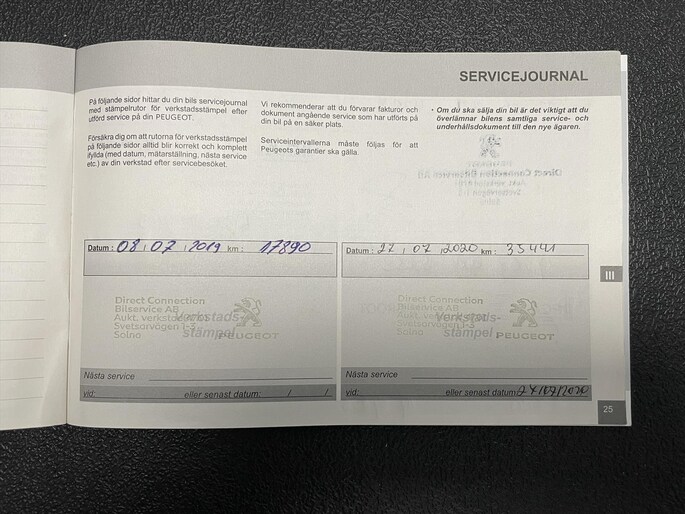 SERVICEJOURNAL
På följande sidor hittar du din bils servicejournal
med stämpelrutor för verkstadsstämpel efter
utförd service på din PEUGEOT.
Försäkra dig om att rutorna för verkstadsstämpel
på följande sidor alltid blir korrekt och komplett
ifyllda (med datum, mätarställning, nästa service
etc.) av din verkstad efter servicebesöket.
Vi rekommenderar att du förvarar fakturor och
dokument angående service som har utförts på
din bil på en säker plats.
Serviceintervallerna måste följas för att
Peugeots garantier ska gälla.
• Om du ska sälja din bil är det viktigt att du
överlämnar bilens samtliga service- och
underhållsdokument till den nye ägaren.
Datum : 08 / 07 / 2019 km : 17890
Direct Connection
Bilservice AB
Aukt. verkstad
Svetsarvägen 1-3
Solna
Verkstads-
stämpel
PEUGEOT
Nästa service
vid: eller senast datum: / /
Datum : 22 / 07 / 2020 km : 35441
Direct Connection
Bilservice AB
Aukt. verkstad
Svetsarvägen 1-3
Solna
Verkstads-
stämpel
PEUGEOT
Nästa service
vid: eller senast datum:
III
25